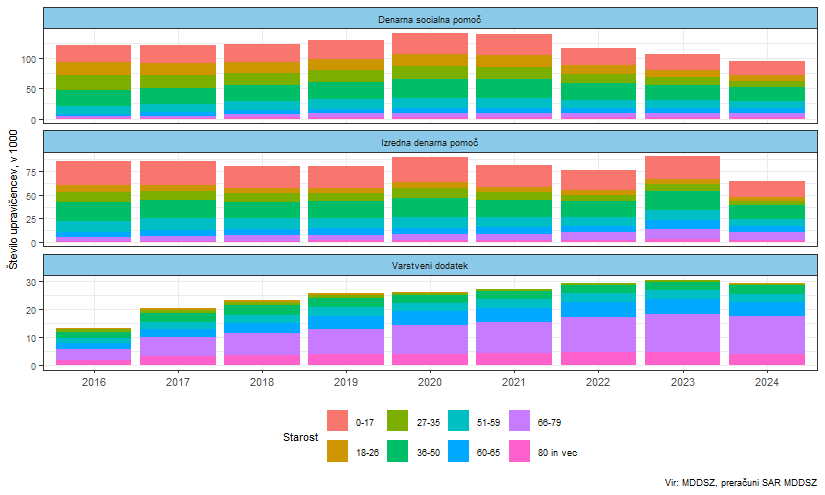 Denarna socialna pomoč
100
50
0
Izredna denarna pomoč
75
50
25
0
Varstveni dodatek
30
20
10
0
Število upravičencev, v 1000
2016 2017 2018 2019 2020 2021 2022 2023 2024
Starost
0-17 27-35 51-59 66-79
18-26 36-50 60-65 80 in vec
Vir: MDDSZ, preračuni SAR MDDSZ